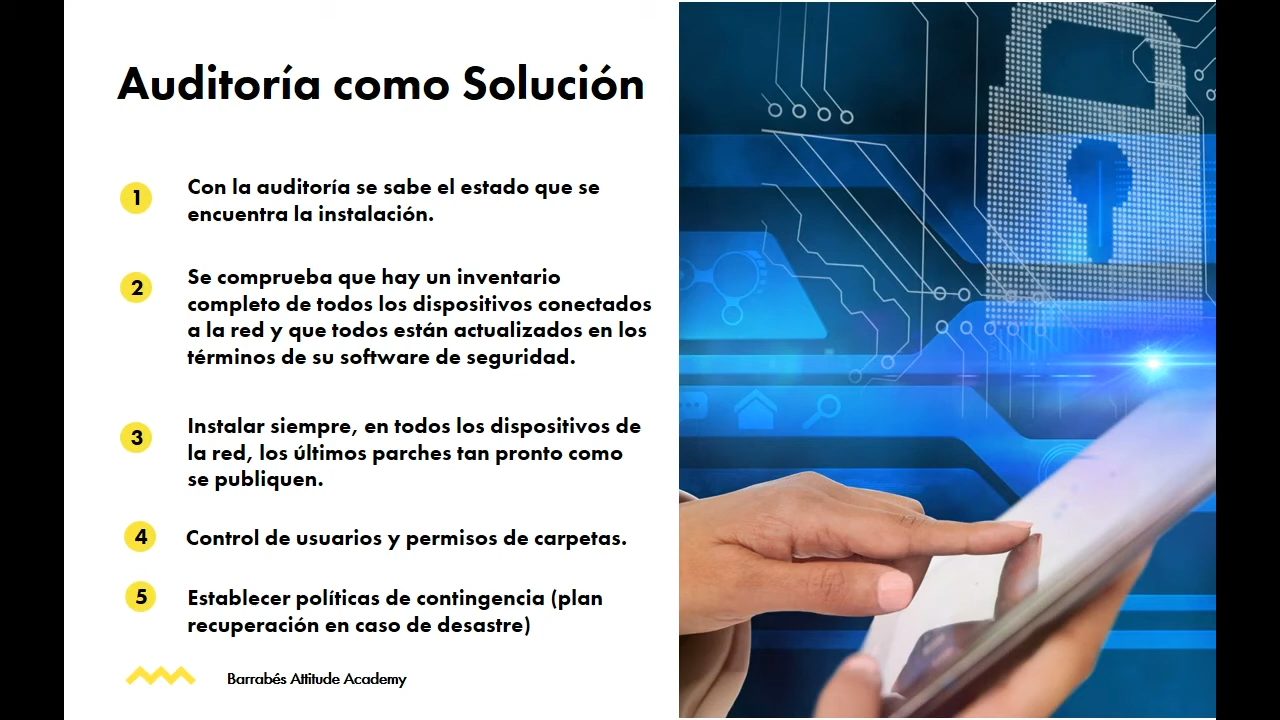 Auditoría como Solución
1
Con la auditoría se sabe el estado que se
encuentra la instalación.
2
Se comprueba que hay un inventario
completo de todos los dispositivos conectados
a la red y que todos están actualizados en los
términos de su software de seguridad.
3
Instalar siempre, en todos los dispositivos de
la red, los últimos parches tan pronto como
se publiquen.
4
Control de usuarios y permisos de carpetas.
5
Establecer políticas de contingencia (plan
recuperación en caso de desastre)
Barrabés Attitude Academy